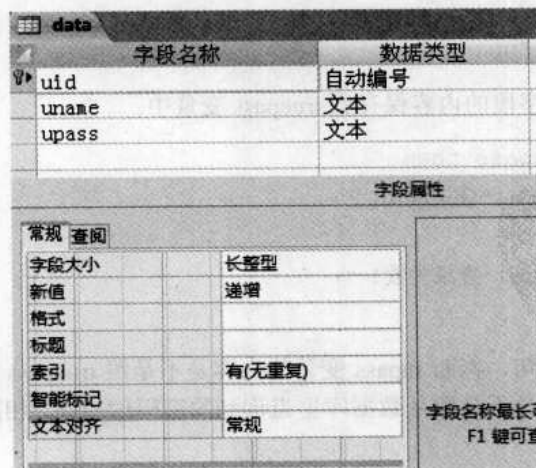 data
字段名称 数据类型
uid 自动编号
uname 文本
upass 文本
字段属性
常规 查阅
字段大小 长整型
新值 递增
格式
标题
索引 有(无重复)
智能标记
文本对齐 常规
字段名称最长可
F1 键可查